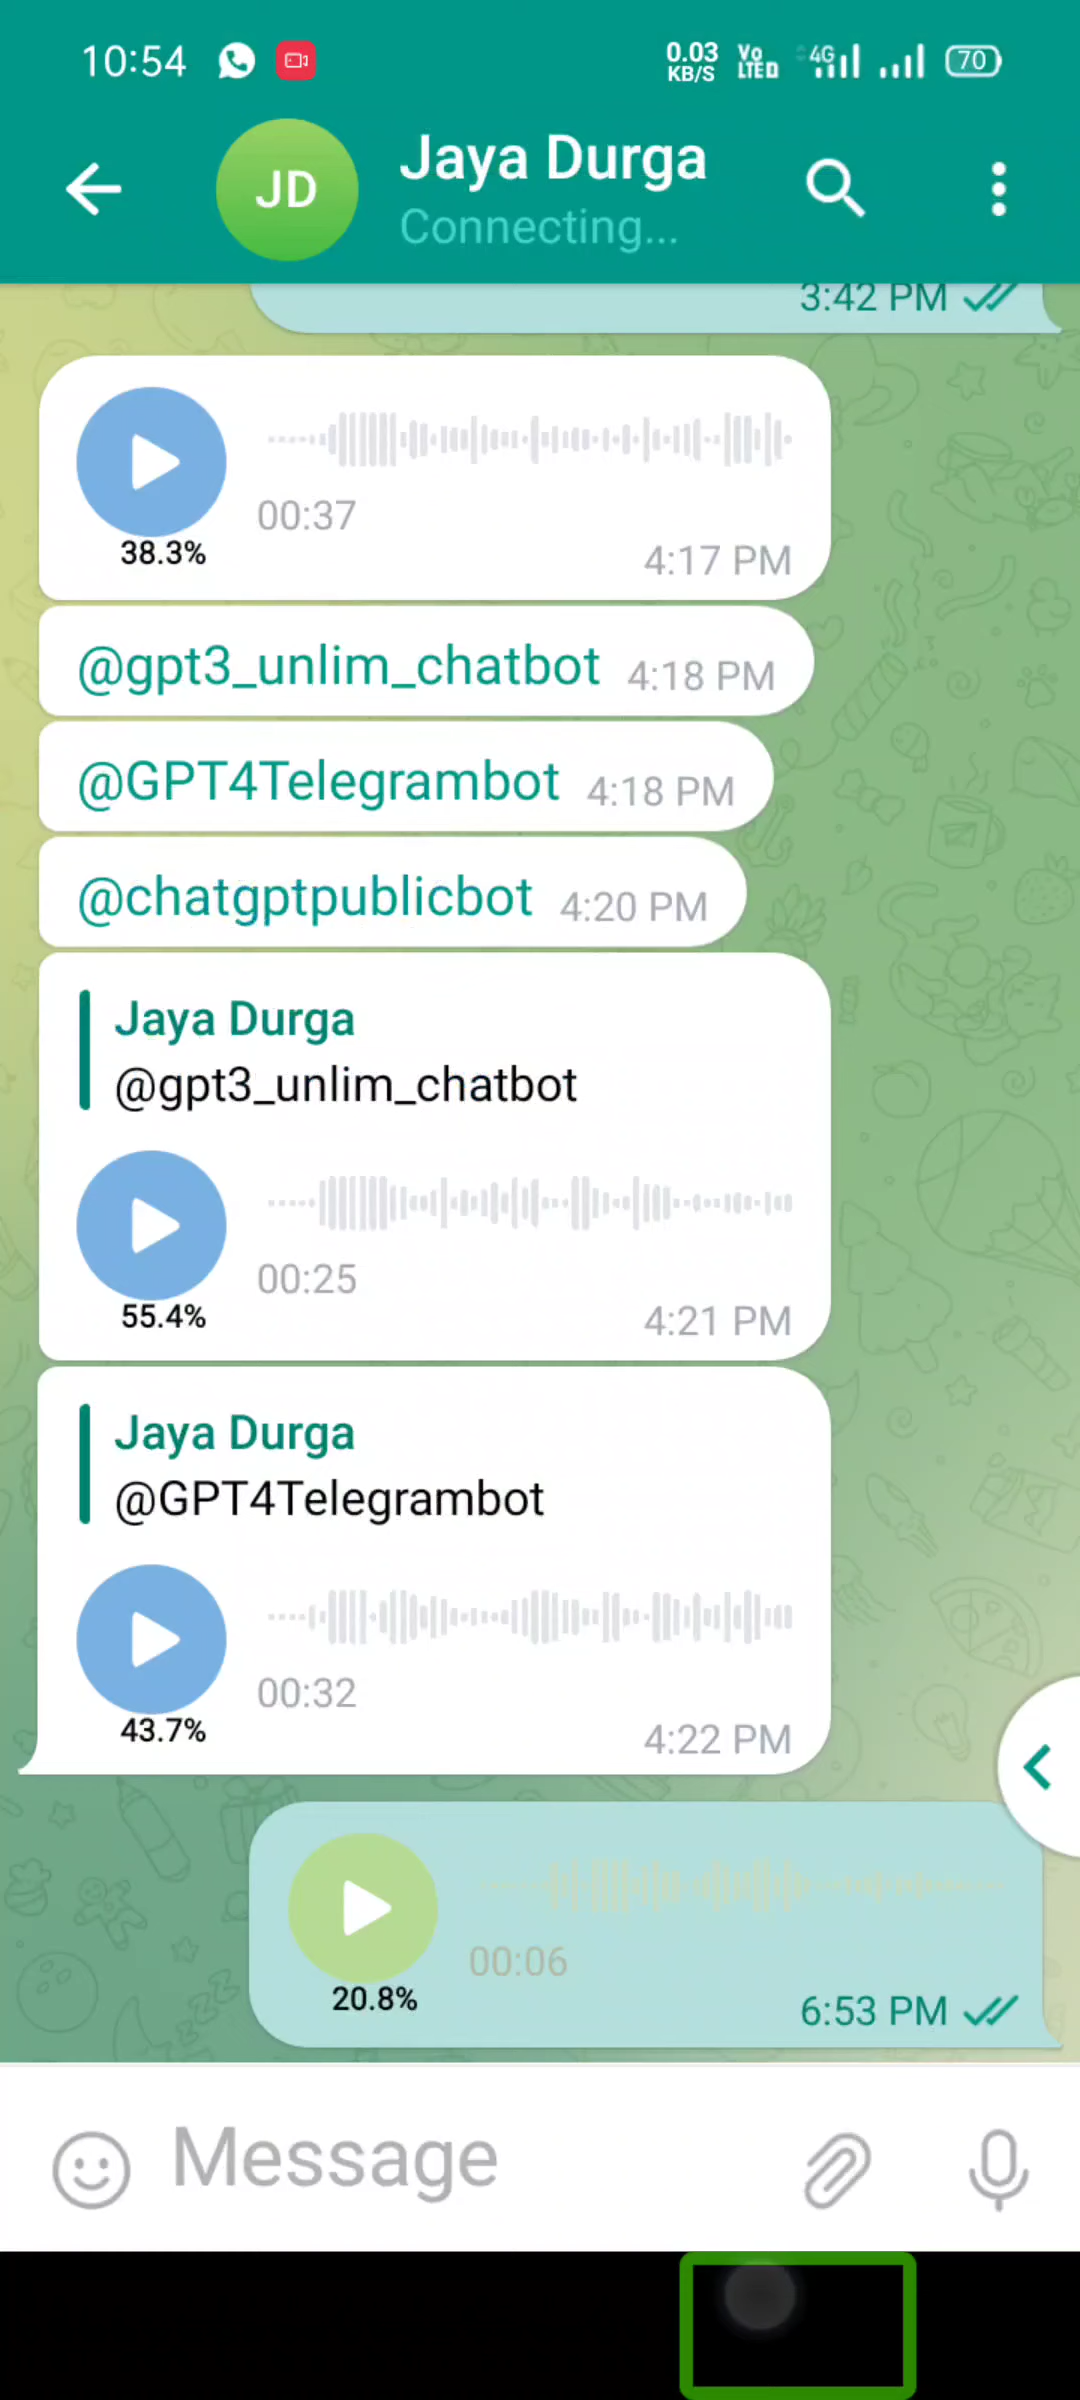 10:54
0.03 KB/S Vo LTED 4G 70
JD
Jaya Durga
Connecting...
3:42 PM
00:37
38.3%
4:17 PM
@gpt3_unlim_chatbot 4:18 PM
@GPT4Telegrambot 4:18 PM
@chatgptpublicbot 4:20 PM
Jaya Durga
@gpt3_unlim_chatbot
00:25
55.4%
4:21 PM
Jaya Durga
@GPT4Telegrambot
00:32
43.7%
4:22 PM
00:06
20.8%
6:53 PM
Message